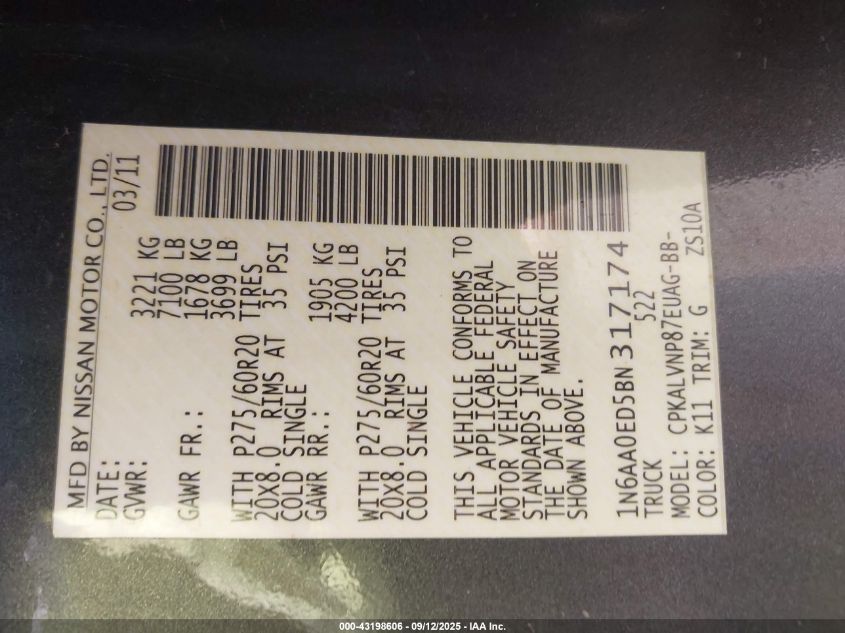 MFD BY NISSAN MOTOR CO., LTD.
DATE: 03/11
GVWR: 3221 KG
7100 LB
GAWR FR.: 1678 KG
3699 LB
WITH P275/60R20 TIRES
20X8.0 RIMS AT 35 PSI
COLD SINGLE
GAWR RR.: 1905 KG
4200 LB
WITH P275/60R20 TIRES
20X8.0 RIMS AT 35 PSI
COLD SINGLE
THIS VEHICLE CONFORMS TO
ALL APPLICABLE FEDERAL
MOTOR VEHICLE SAFETY
STANDARDS IN EFFECT ON
THE DATE OF MANUFACTURE
SHOWN ABOVE.
1N6AA0ED5BN317174
TRUCK 522
MODEL: CPKALVNP87EUAG-BB-
COLOR: K11 TRIM: G ZS10A
000-43198606 - 09/12/2025 - IAA Inc.